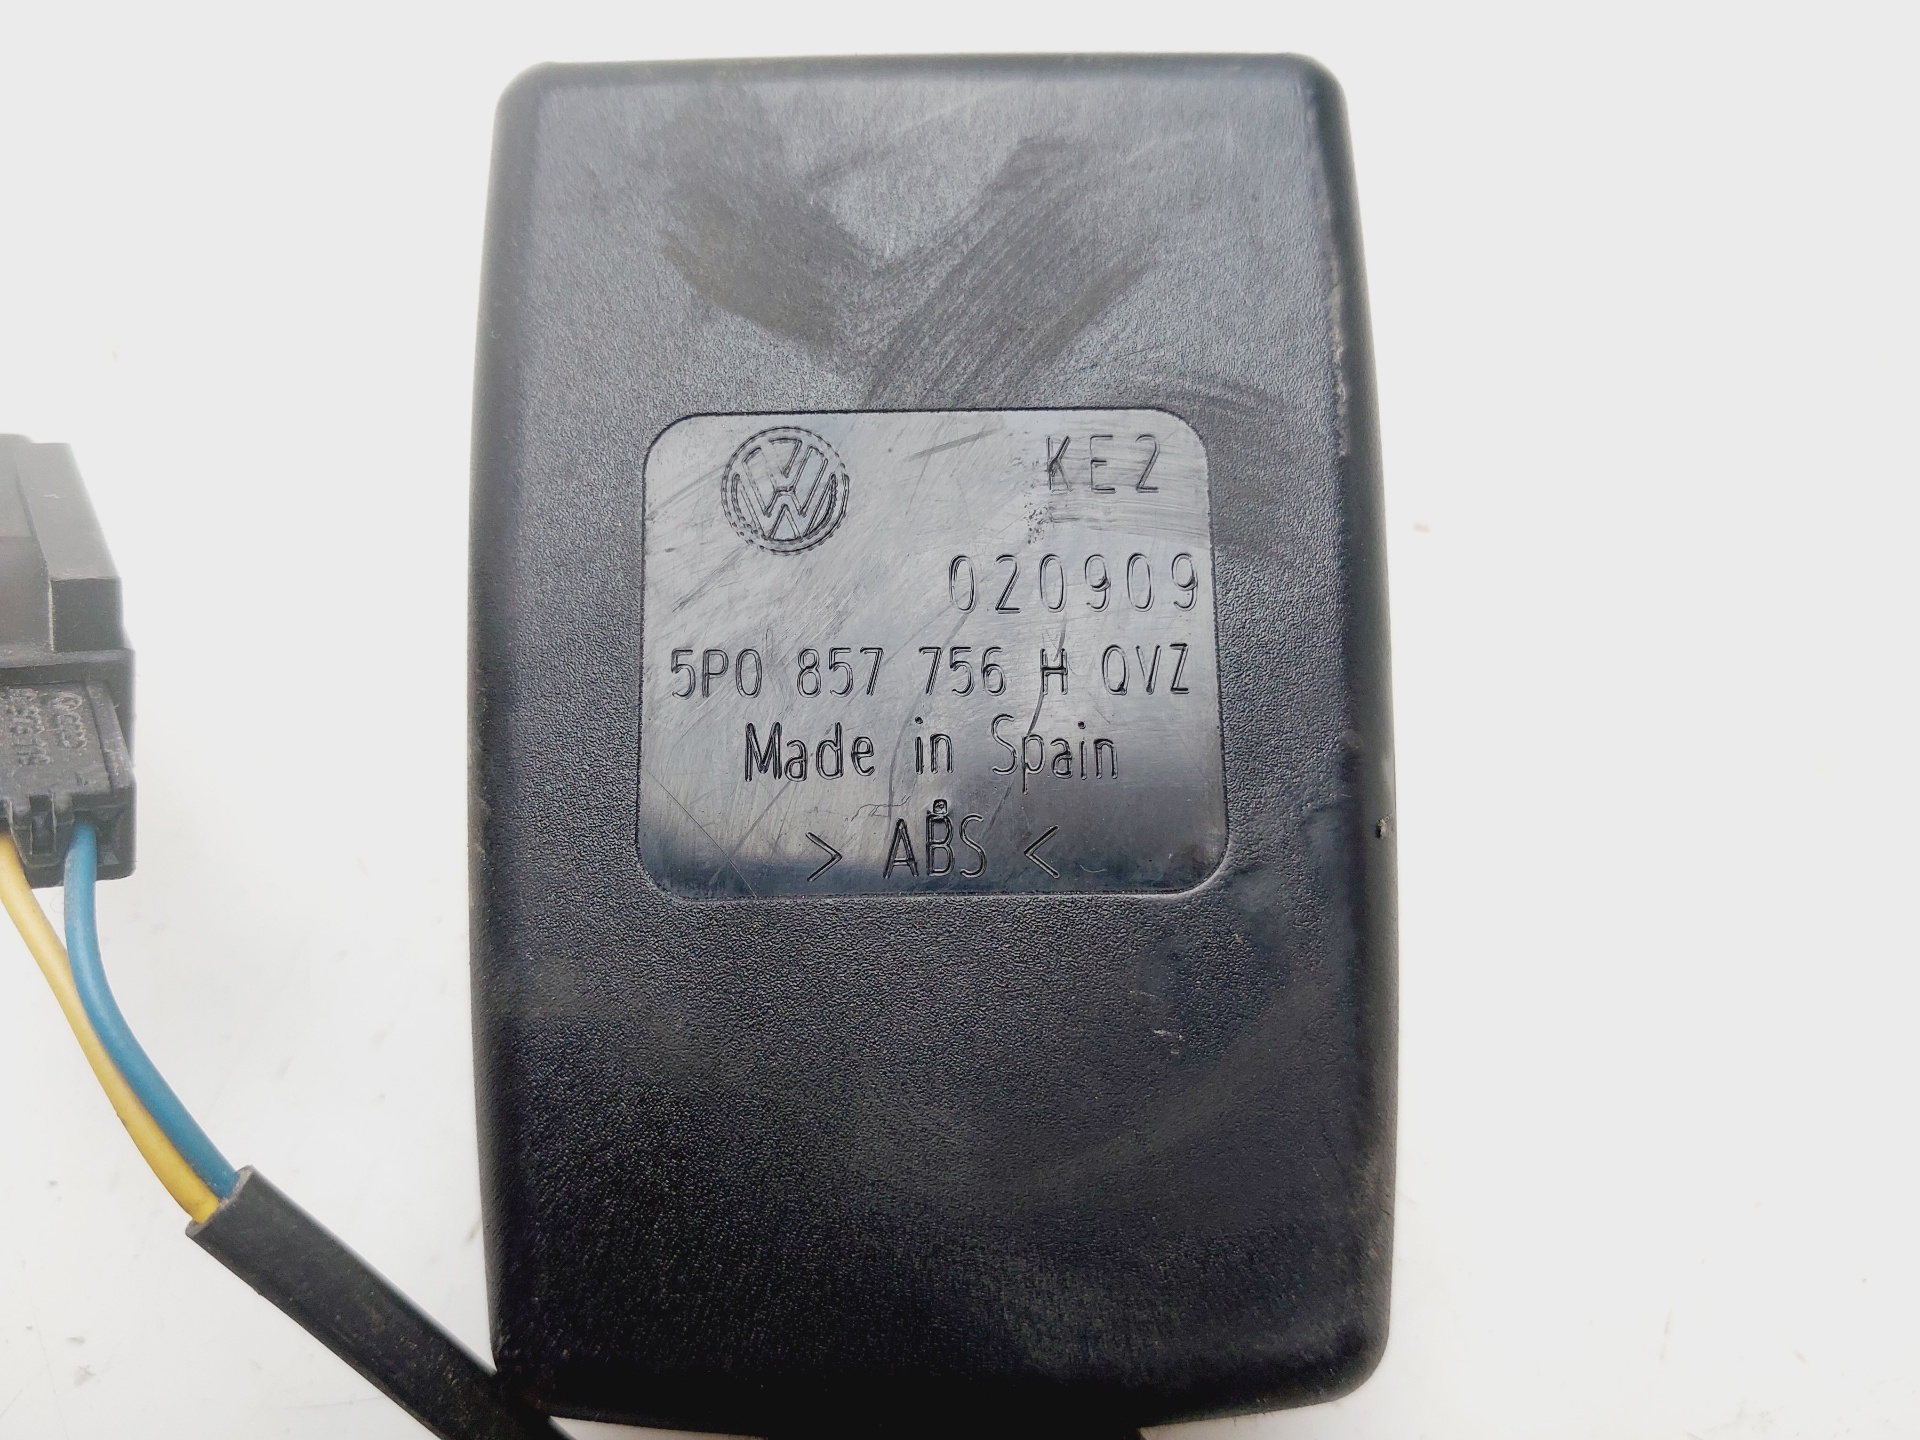 KE2
020909
5P0 857 756 H QVZ
Made in Spain
> ABS <